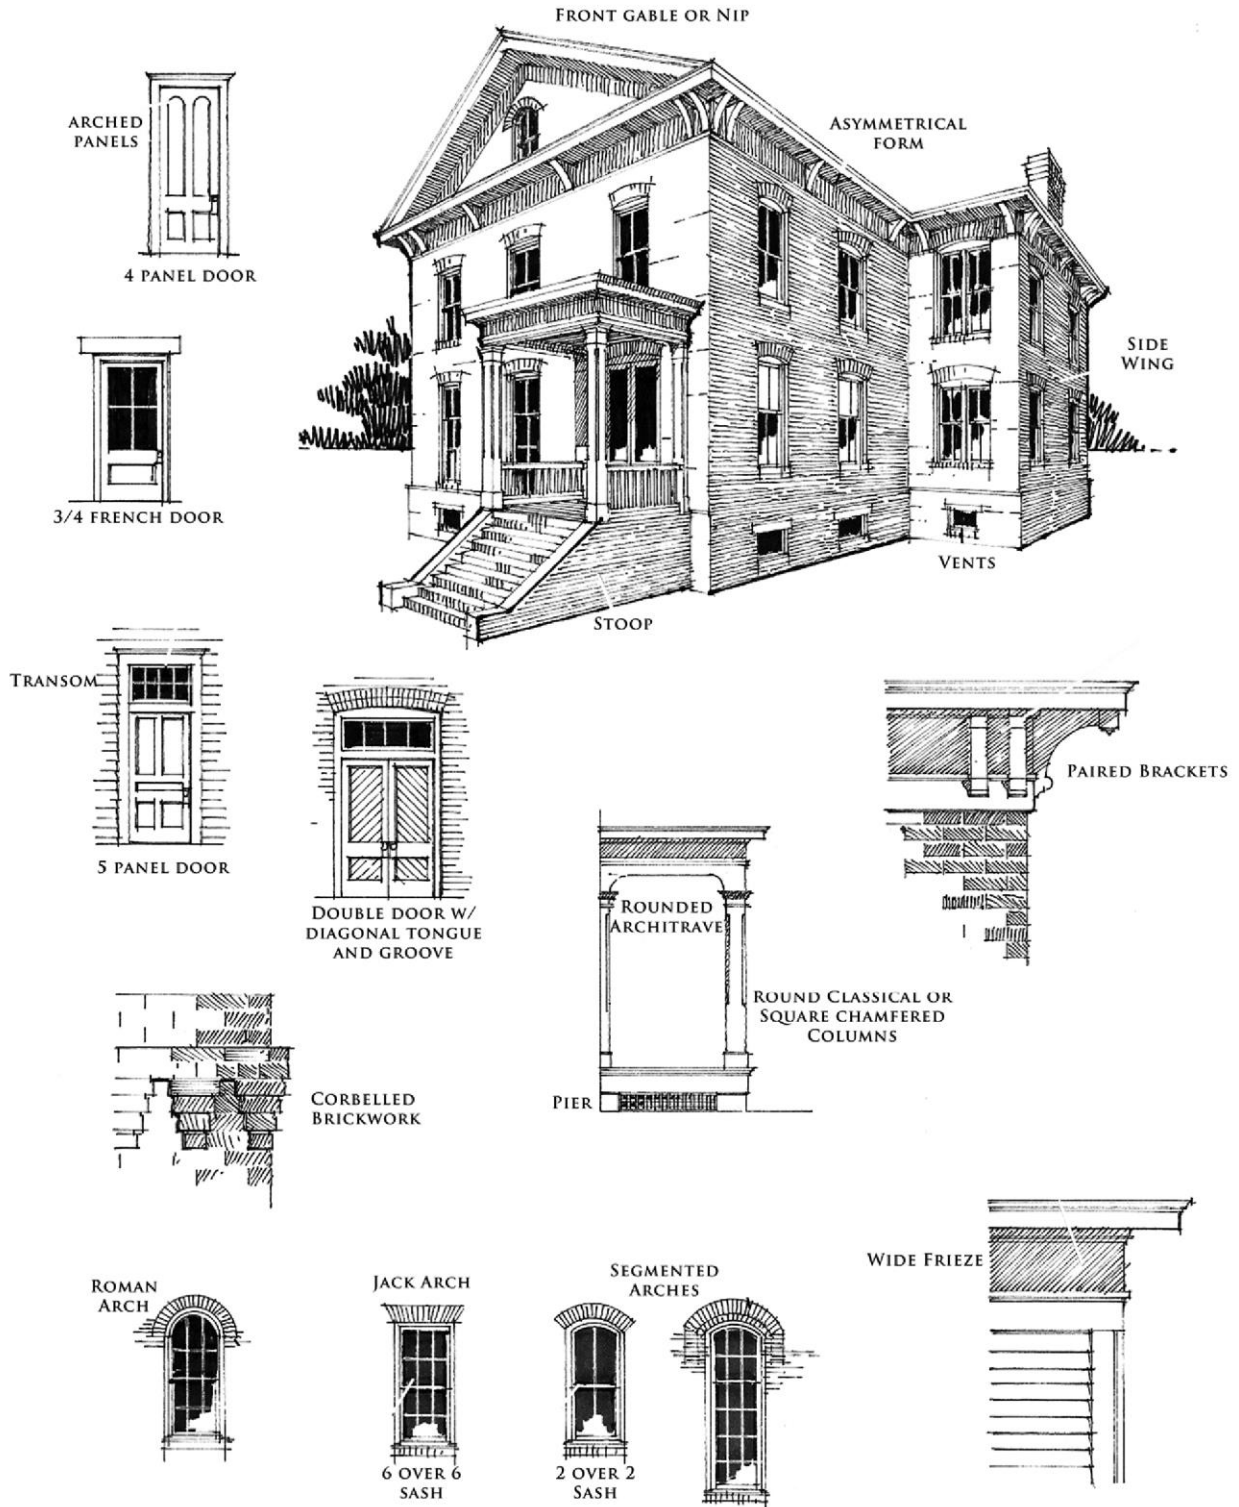 Front gable or Nip
Arched
panels
Asymmetrical
form
4 panel door
Side
Wing
3/4 french door
Vents
Stoop
Transom
Paired Brackets
5 panel door
Double door w/
diagonal tongue
and groove
Rounded
Architrave
Round Classical or
Square chamfered
Columns
Corbelled
Brickwork
Pier
Wide Frieze
Roman
Arch
Jack Arch
Segmented
Arches
6 over 6
sash
2 over 2
Sash